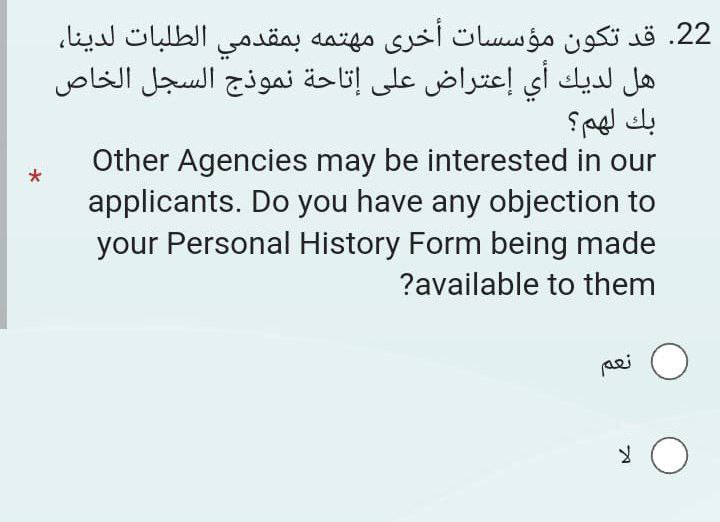 22. قد تكون مؤسسات أخرى مهتمه بمقدمي الطلبات لدينا،
هل لديك أي إعتراض على إتاحة نموذج السجل الخاص
بك لهم؟
Other Agencies may be interested in our
applicants. Do you have any objection to
your Personal History Form being made
?available to them
*
نعم
لا